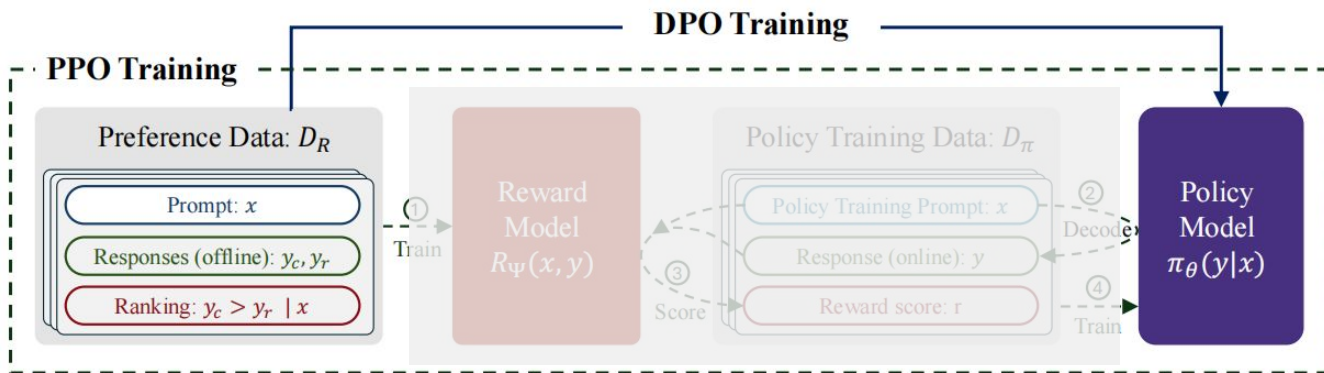 DPO Training
PPO Training
Preference Data: D_R
Prompt: x
Responses (offline): y_c, y_r
Ranking: y_c > y_r | x
①
Train
Reward
Model
R_Ψ(x, y)
③
Score
Policy Training Data: D_π
Policy Training Prompt: x
Response (online): y
Reward score: r
②
Decode
④
Train
Policy
Model
π_θ(y|x)